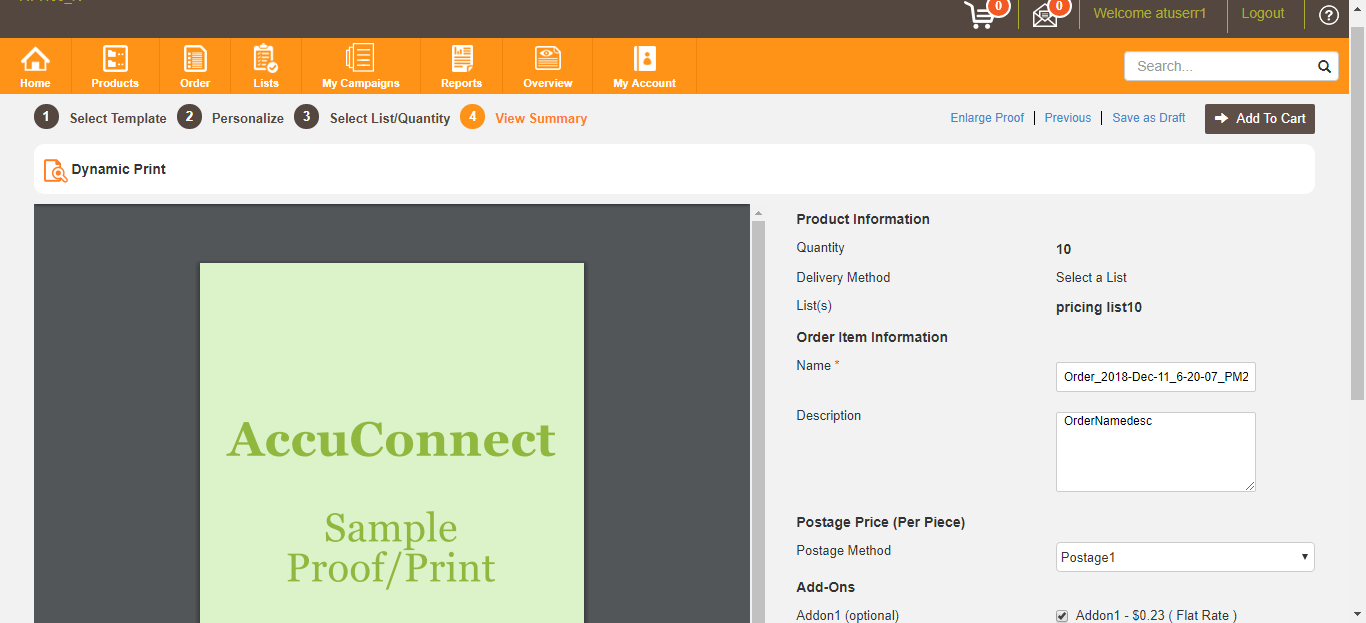 0
0
Welcome atuserr1
Logout
Home
Products
Order
Lists
My Campaigns
Reports
Overview
My Account
Search...
1 Select Template 2 Personalize 3 Select List/Quantity 4 View Summary
Enlarge Proof | Previous | Save as Draft
Add To Cart
Dynamic Print
AccuConnect
Sample
Proof/Print
Product Information
Quantity 10
Delivery Method Select a List
List(s) pricing list10
Order Item Information
Name *
Order_2018-Dec-11_6-20-07_PM2
Description
OrderNamedesc
Postage Price (Per Piece)
Postage Method Postage1
Add-Ons
Addon1 (optional) Addon1 - $0.23 ( Flat Rate )